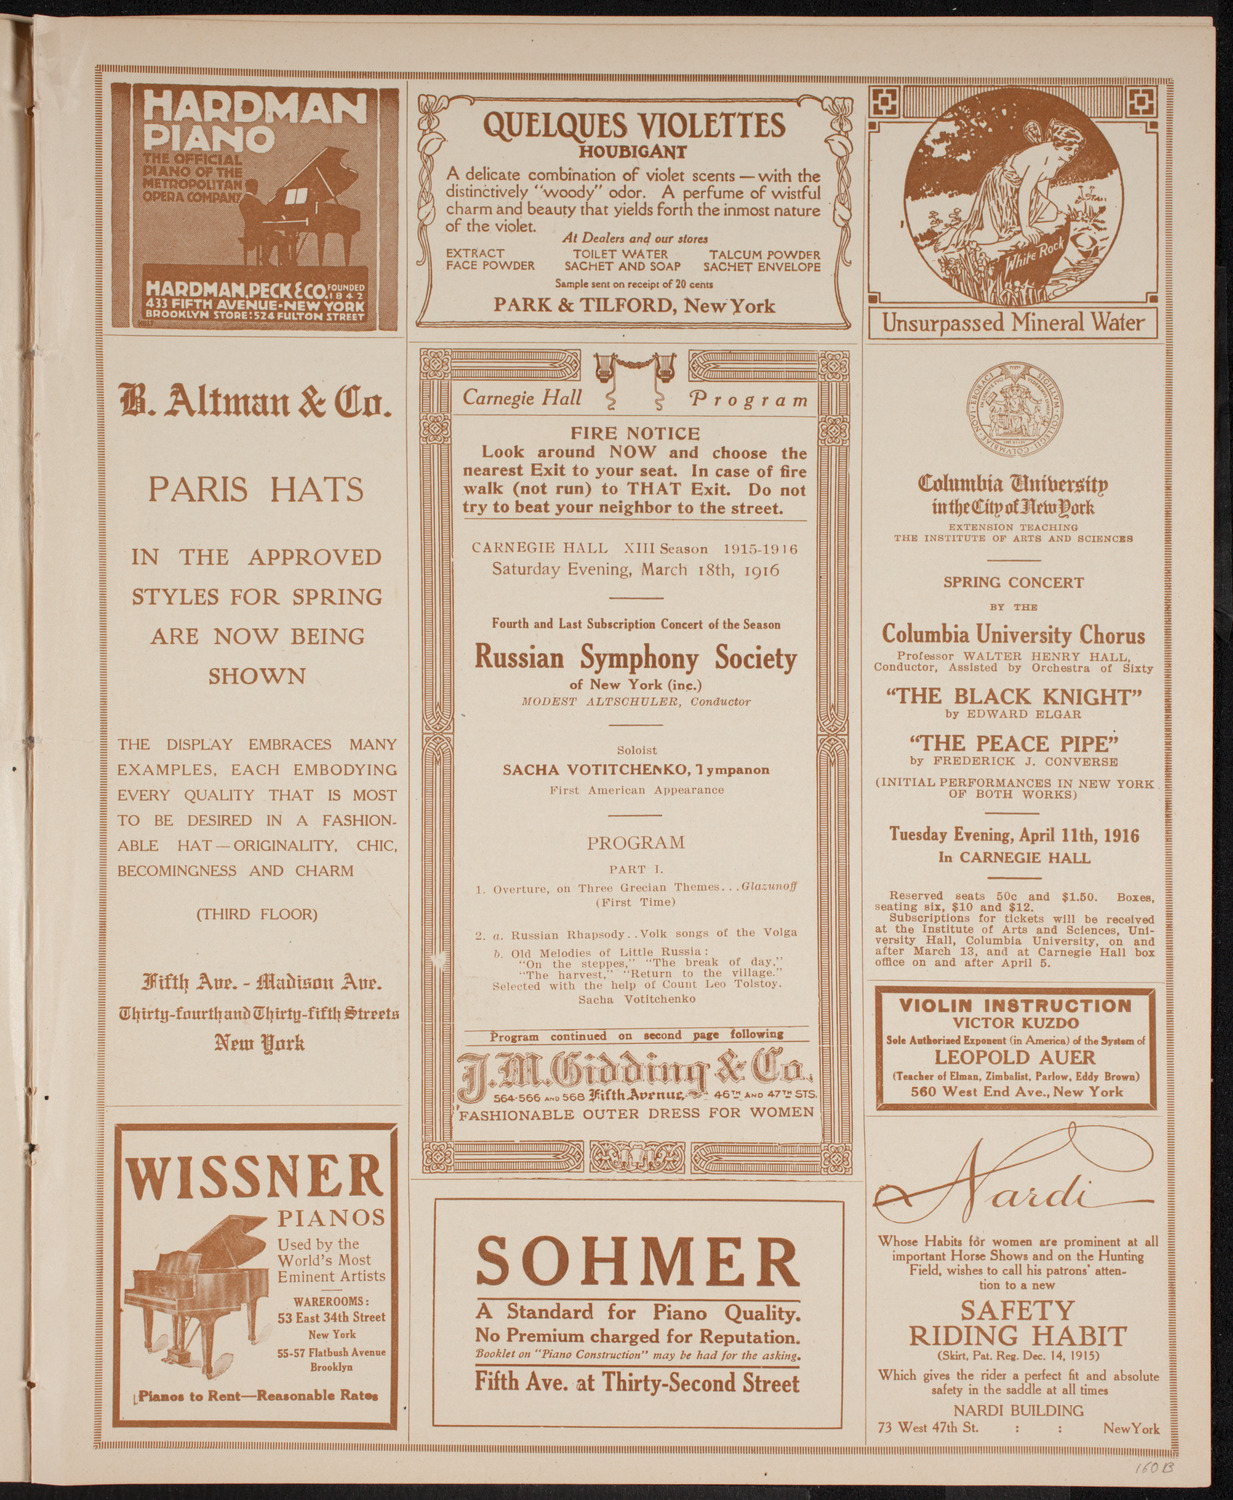 HARDMAN
PIANO
THE OFFICIAL
PIANO OF THE
METROPOLITAN
OPERA COMPANY
HARDMAN, PECK & CO. FOUNDED 1842
433 FIFTH AVENUE-NEW YORK
BROOKLYN STORE: 524 FULTON STREET
B. Altman & Co.
PARIS HATS
IN THE APPROVED
STYLES FOR SPRING
ARE NOW BEING
SHOWN
THE DISPLAY EMBRACES MANY
EXAMPLES, EACH EMBODYING
EVERY QUALITY THAT IS MOST
TO BE DESIRED IN A FASHION-
ABLE HAT—ORIGINALITY, CHIC,
BECOMINGNESS AND CHARM
(THIRD FLOOR)
Fifth Ave. - Madison Ave.
Thirty-fourth and Thirty-fifth Streets
New York
WISSNER
PIANOS
Used by the
World's Most
Eminent Artists
WAREROOMS:
53 East 34th Street
New York
55-57 Flatbush Avenue
Brooklyn
Pianos to Rent—Reasonable Rates
QUELQUES VIOLETTES
HOUBIGANT
A delicate combination of violet scents—with the
distinctively "woody" odor. A perfume of wistful
charm and beauty that yields forth the inmost nature
of the violet.
At Dealers and our stores
EXTRACT TOILET WATER TALCUM POWDER
FACE POWDER SACHET AND SOAP SACHET ENVELOPE
Sample sent on receipt of 20 cents
PARK & TILFORD, New York
Carnegie Hall Program
FIRE NOTICE
Look around NOW and choose the
nearest Exit to your seat. In case of fire
walk (not run) to THAT Exit. Do not
try to beat your neighbor to the street.
CARNEGIE HALL XIII Season 1915-1916
Saturday Evening, March 18th, 1916
Fourth and Last Subscription Concert of the Season
Russian Symphony Society
of New York (inc.)
MODEST ALTSCHULER, Conductor
Soloist
SACHA VOTITCHENKO, Tympanon
First American Appearance
PROGRAM
PART I.
1. Overture, on Three Grecian Themes...Glazunoff
(First Time)
2. a. Russian Rhapsody..Volk songs of the Volga
b. Old Melodies of Little Russia:
"On the steppes," "The break of day,"
"The harvest," "Return to the village."
Selected with the help of Count Leo Tolstoy.
Sacha Votitchenko
Program continued on second page following
J.M. Gidding & Co.
564-566 AND 568 Fifth Avenue, 46TH AND 47TH STS.
FASHIONABLE OUTER DRESS FOR WOMEN
SOHMER
A Standard for Piano Quality.
No Premium charged for Reputation.
Booklet on "Piano Construction" may be had for the asking.
Fifth Ave. at Thirty-Second Street
White Rock
Unsurpassed Mineral Water
Columbia University
in the City of New York
EXTENSION TEACHING
THE INSTITUTE OF ARTS AND SCIENCES
SPRING CONCERT
BY THE
Columbia University Chorus
Professor WALTER HENRY HALL,
Conductor, Assisted by Orchestra of Sixty
"THE BLACK KNIGHT"
by EDWARD ELGAR
"THE PEACE PIPE"
by FREDERICK J. CONVERSE
(INITIAL PERFORMANCES IN NEW YORK
OF BOTH WORKS)
Tuesday Evening, April 11th, 1916
In CARNEGIE HALL
Reserved seats 50c and $1.50. Boxes,
seating six, $10 and $12.
Subscriptions for tickets will be received
at the Institute of Arts and Sciences, Uni-
versity Hall, Columbia University, on and
after March 13, and at Carnegie Hall box
office on and after April 5.
VIOLIN INSTRUCTION
VICTOR KUZDO
Sole Authorized Exponent (in America) of the System of
LEOPOLD AUER
(Teacher of Elman, Zimbalist, Parlow, Eddy Brown)
560 West End Ave., New York
Nardi
Whose Habits for women are prominent at all
important Horse Shows and on the Hunting
Field, wishes to call his patrons' atten-
tion to a new
SAFETY
RIDING HABIT
(Skirt, Pat. Reg. Dec. 14, 1915)
Which gives the rider a perfect fit and absolute
safety in the saddle at all times
NARDI BUILDING
73 West 47th St. : : New York
160B